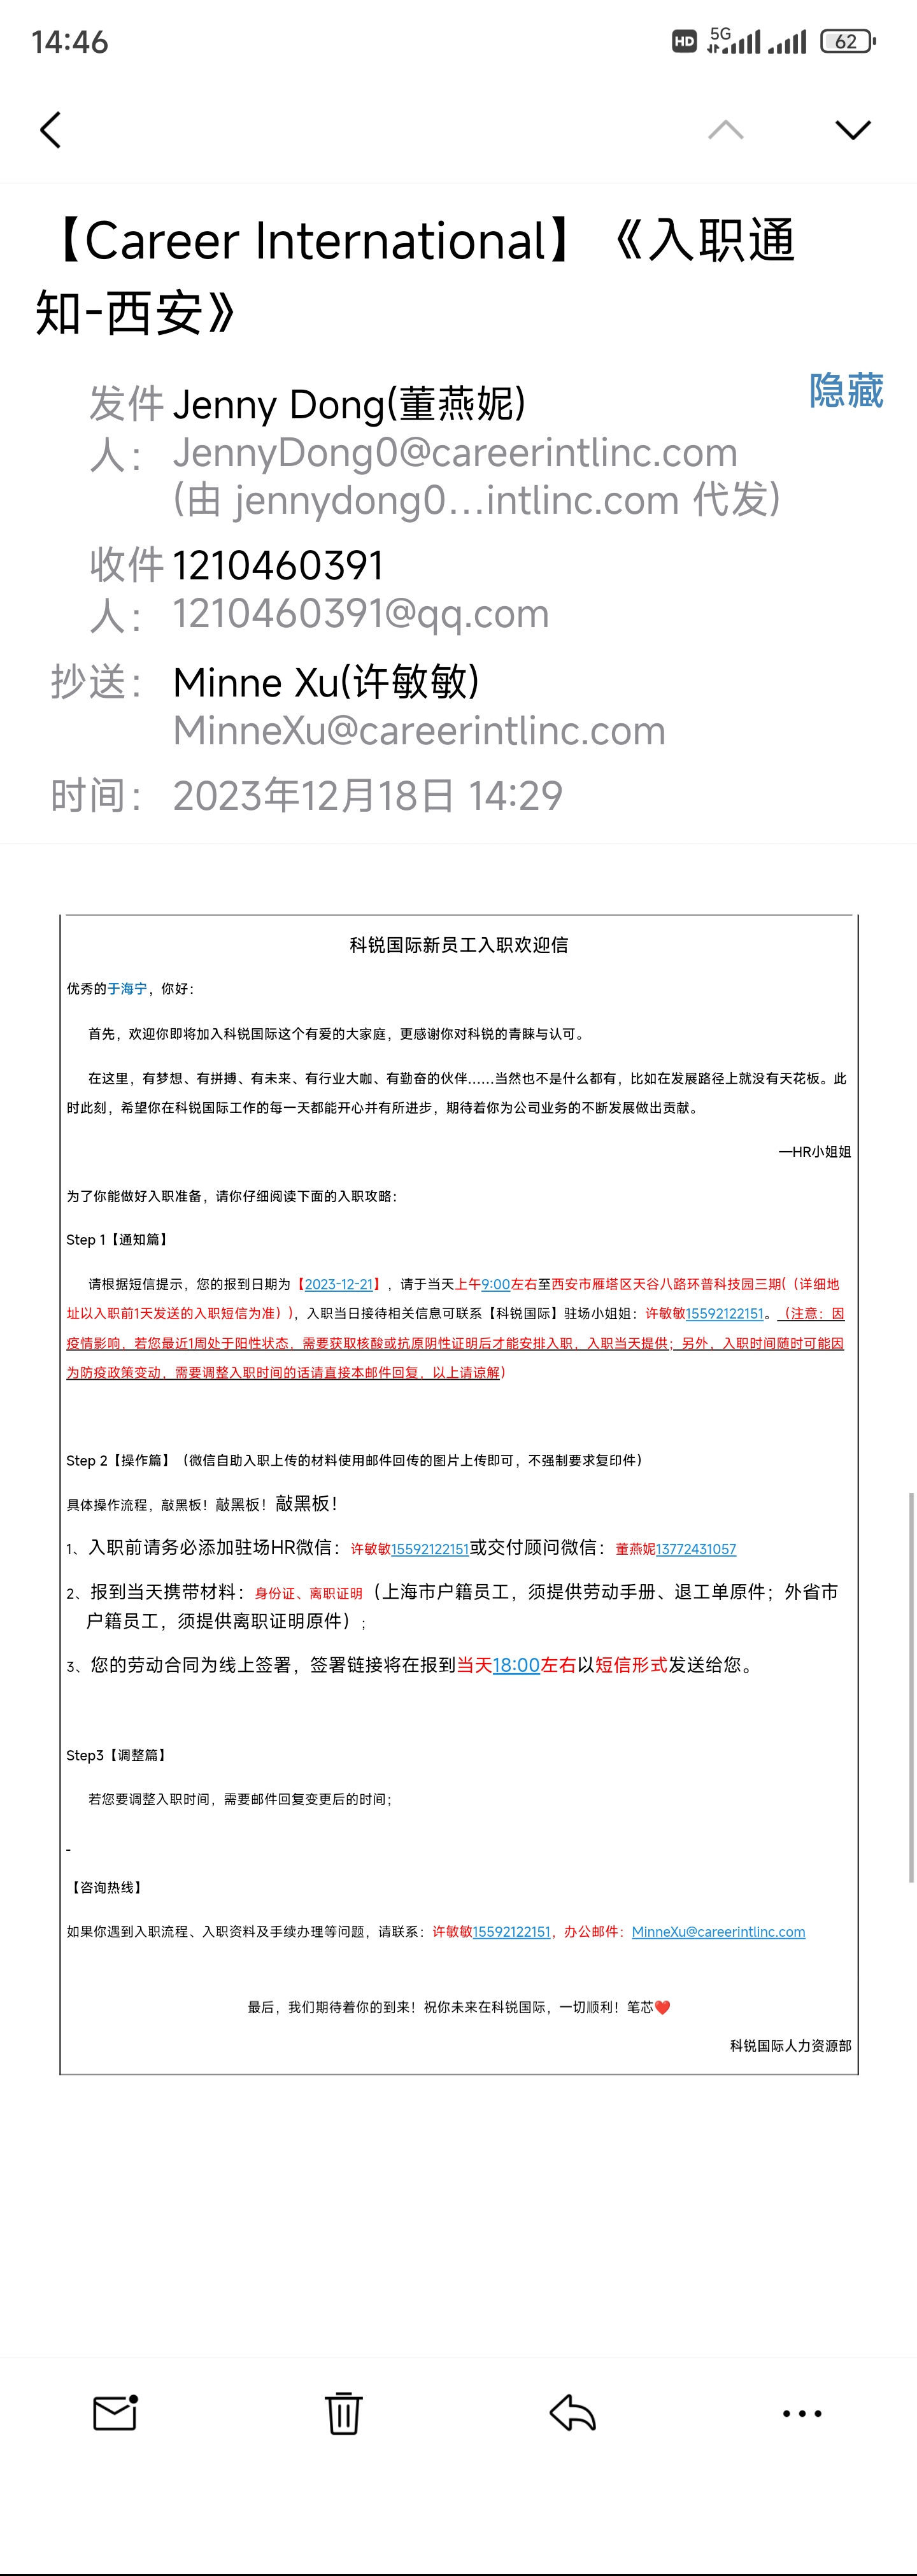 14:46
HD 5G 62
【Career International】《入职通
知-西安》
发件人： Jenny Dong(董燕妮) 隐藏
JennyDong0@careerintlinc.com
(由 jennydong0...intlinc.com 代发)
收件人： 1210460391
1210460391@qq.com
抄送： Minne Xu(许敏敏)
MinneXu@careerintlinc.com
时间： 2023年12月18日 14:29
科锐国际新员工入职欢迎信
优秀的于海宁，你好：
首先，欢迎你即将加入科锐国际这个有爱的大家庭，更感谢你对科锐的青睐与认可。
在这里，有梦想、有拼搏、有未来、有行业大咖、有勤奋的伙伴......当然也不是什么都有，比如在发展路径上就没有天花板。此
时此刻，希望你在科锐国际工作的每一天都能开心并有所进步，期待着你为公司业务的不断发展做出贡献。
—HR小姐姐
为了你能做好入职准备，请你仔细阅读下面的入职攻略：
Step 1【通知篇】
请根据短信提示，您的报到日期为【2023-12-21】，请于当天上午9:00左右至西安市雁塔区天谷八路环普科技园三期(（详细地
址以入职前1天发送的入职短信为准）)，入职当日接待相关信息可联系【科锐国际】驻场小姐姐：许敏敏15592122151。（注意：因
疫情影响，若您最近1周处于阳性状态，需要获取核酸或抗原阴性证明后才能安排入职，入职当天提供；另外，入职时间随时可能因
为防疫政策变动，需要调整入职时间的话请直接本邮件回复，以上请谅解）
Step 2【操作篇】（微信自助入职上传的材料使用邮件回传的图片上传即可，不强制要求复印件）
具体操作流程，敲黑板！敲黑板！敲黑板！
1、入职前请务必添加驻场HR微信：许敏敏15592122151或交付顾问微信：董燕妮13772431057
2、报到当天携带材料：身份证、离职证明（上海市户籍员工，须提供劳动手册、退工单原件；外省市
户籍员工，须提供离职证明原件）；
3、您的劳动合同为线上签署，签署链接将在报到当天18:00左右以短信形式发送给您。
Step3【调整篇】
若您要调整入职时间，需要邮件回复变更后的时间；
-
【咨询热线】
如果你遇到入职流程、入职资料及手续办理等问题，请联系：许敏敏15592122151，办公邮件：MinneXu@careerintlinc.com
最后，我们期待着你的到来！祝你未来在科锐国际，一切顺利！笔芯❤️
科锐国际人力资源部